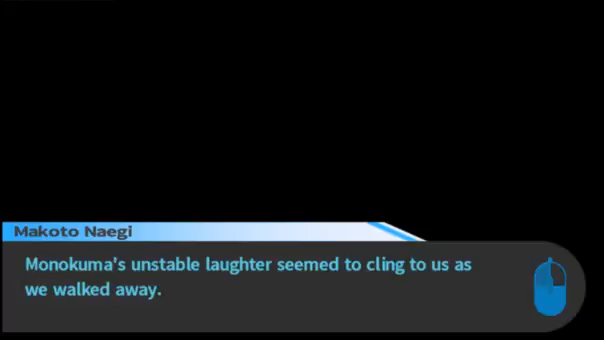 Makoto Naegi
Monokuma's unstable laughter seemed to cling to us as
we walked away.